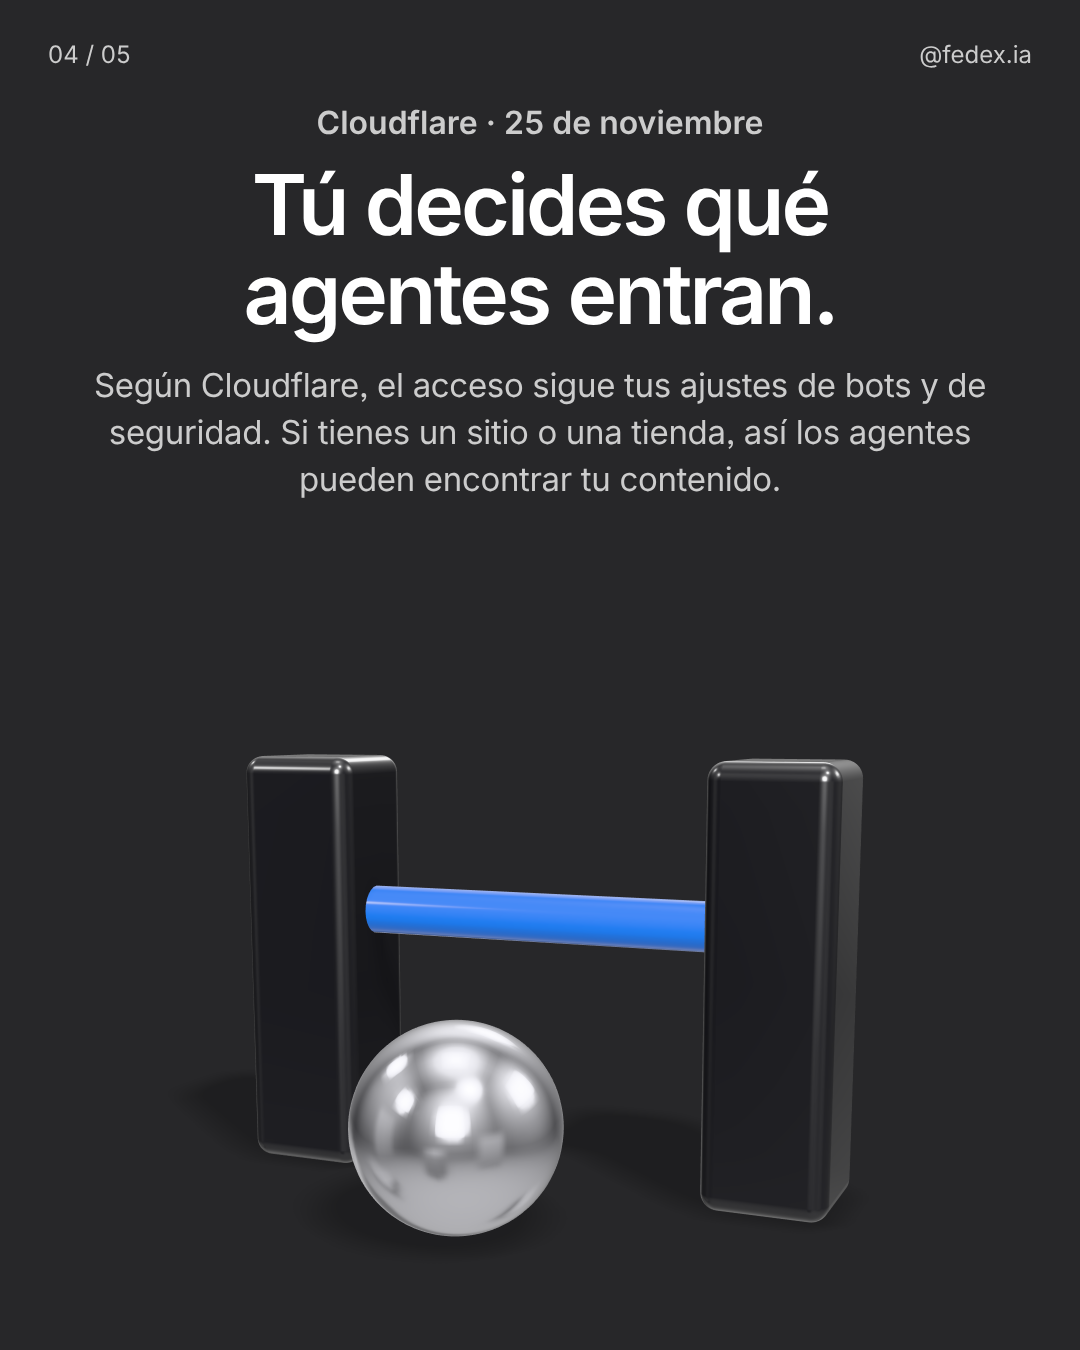 04 / 05
@fedex.ia
Cloudflare · 25 de noviembre
Tú decides qué
agentes entran.
Según Cloudflare, el acceso sigue tus ajustes de bots y de
seguridad. Si tienes un sitio o una tienda, así los agentes
pueden encontrar tu contenido.